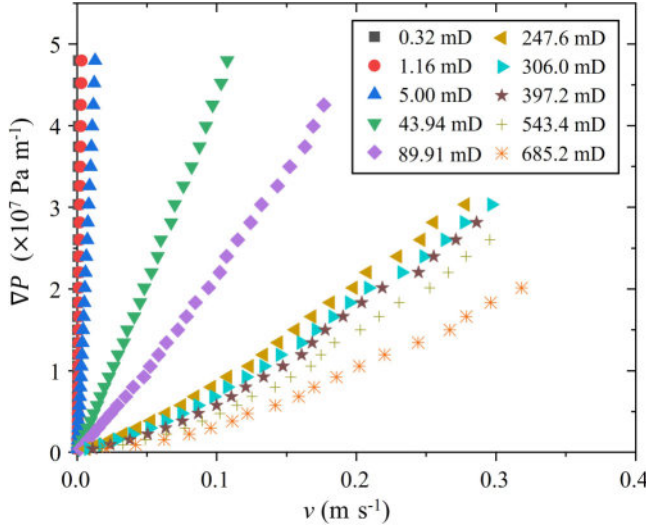 5
4
3
2
1
0
∇P (×10⁷ Pa m⁻¹)
0.32 mD
1.16 mD
5.00 mD
43.94 mD
89.91 mD
247.6 mD
306.0 mD
397.2 mD
543.4 mD
685.2 mD
0.0
0.1
0.2
0.3
0.4
v (m s⁻¹)